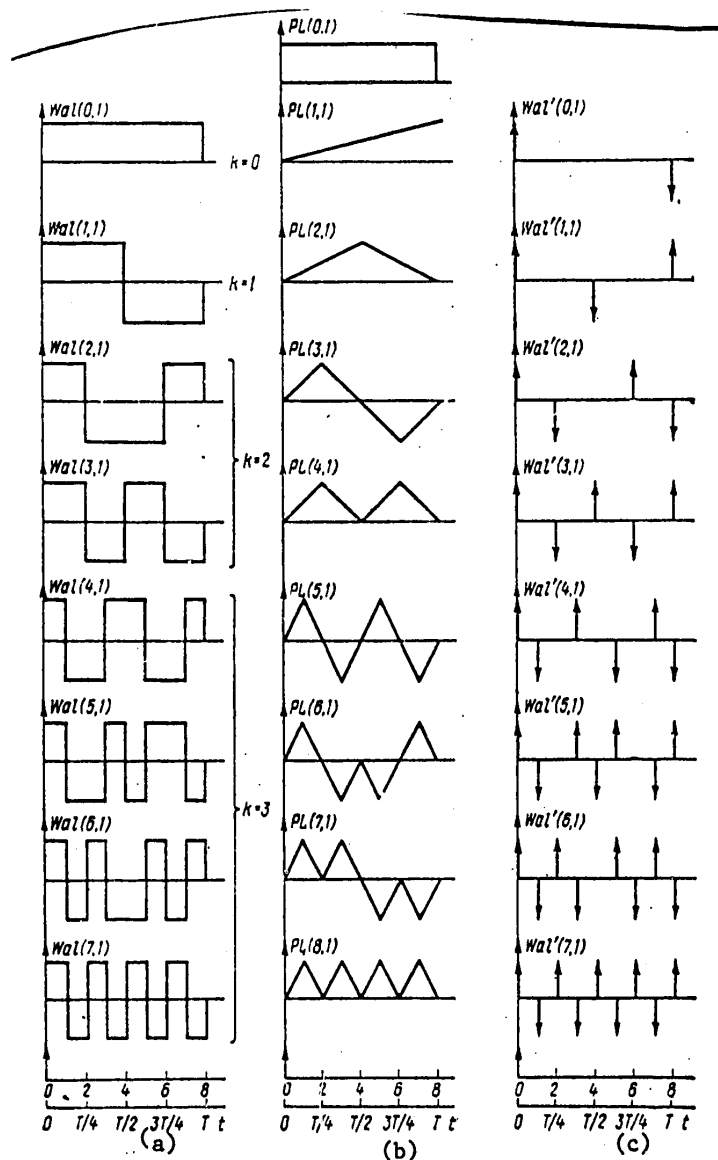 PL(0,1)
Wal(0,1)
k=0
PL(1,1)
Wal'(0,1)
Wal(1,1)
k=1
PL(2,1)
Wal'(1,1)
Wal(2,1)
PL(3,1)
Wal'(2,1)
k=2
Wal(3,1)
PL(4,1)
Wal'(3,1)
Wal(4,1)
PL(5,1)
Wal'(4,1)
Wal(5,1)
PL(6,1)
Wal'(5,1)
k=3
Wal(6,1)
PL(7,1)
Wal'(6,1)
Wal(7,1)
PL(8,1)
Wal'(7,1)
0 2 4 6 8
0 2 4 6 8
0 2 4 6 8
0 T/4 T/2 3T/4 T t
0 T/4 T/2 3T/4 T t
0 T/4 T/2 3T/4 T t
(a)
(b)
(c)